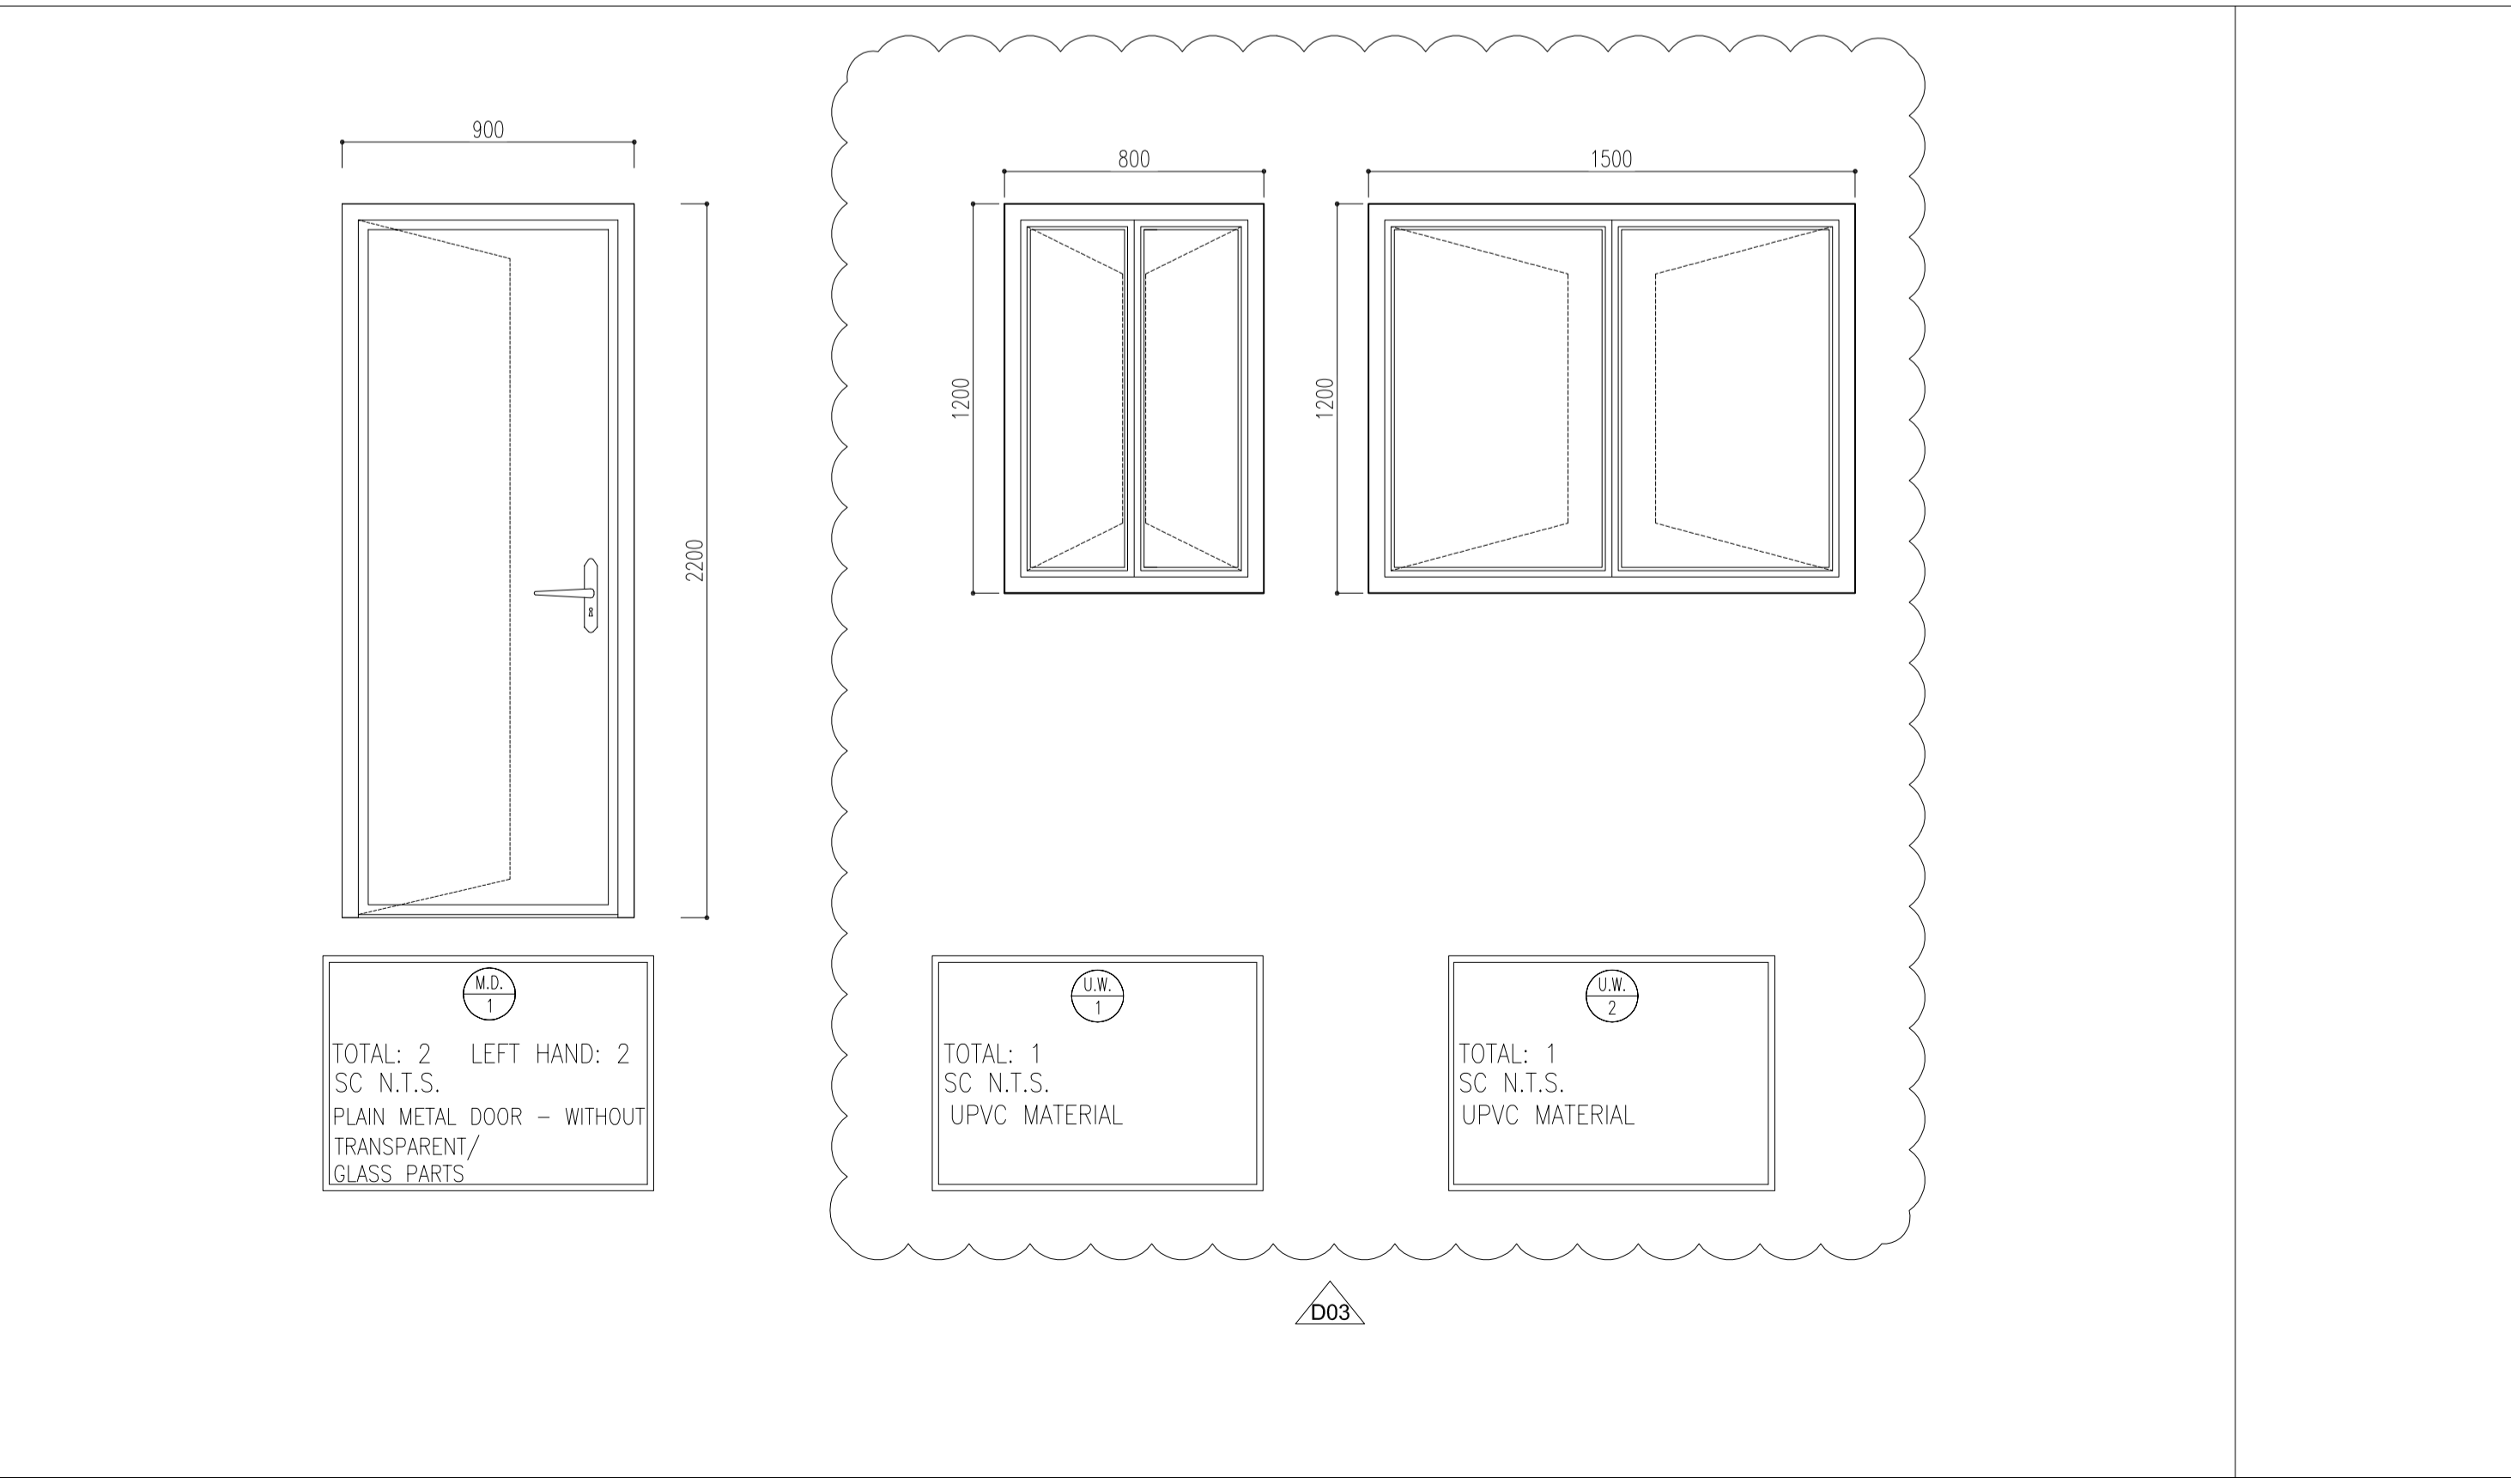 900
2200
800
1500
1200
1200
M.D.
1
TOTAL: 2 LEFT HAND: 2
SC N.T.S.
PLAIN METAL DOOR – WITHOUT
TRANSPARENT/
GLASS PARTS
U.W.
1
TOTAL: 1
SC N.T.S.
UPVC MATERIAL
U.W.
2
TOTAL: 1
SC N.T.S.
UPVC MATERIAL
D03